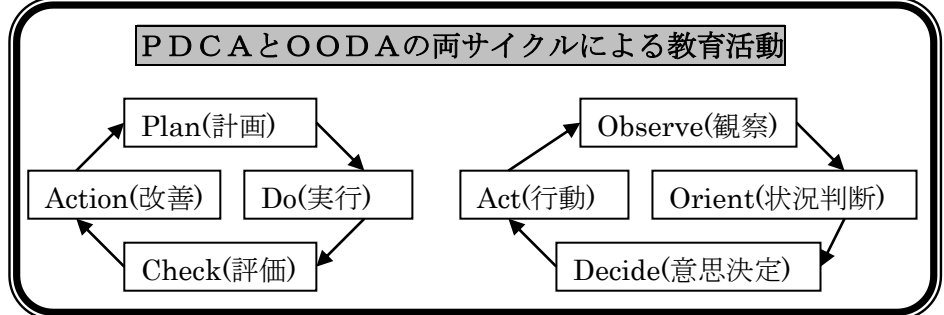 PDCAとOODAの両サイクルによる教育活動
Plan(計画)
Action(改善)
Do(実行)
Check(評価)
Observe(観察)
Act(行動)
Orient(状況判断)
Decide(意思決定)